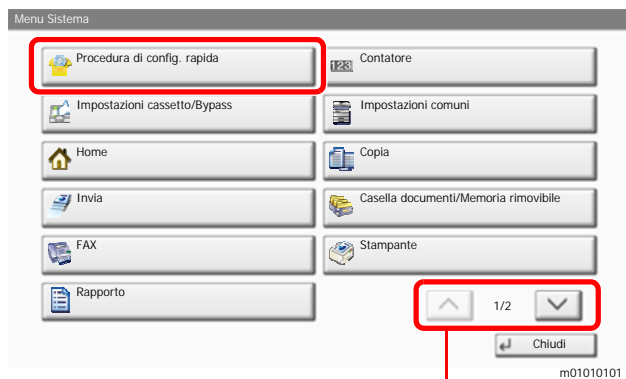 Menu Sistema
Procedura di config. rapida
123 Contatore
Impostazioni cassetto/Bypass
Impostazioni comuni
Home
Copia
Invia
Casella documenti/Memoria rimovibile
FAX
Stampante
Rapporto
1/2
Chiudi
m01010101